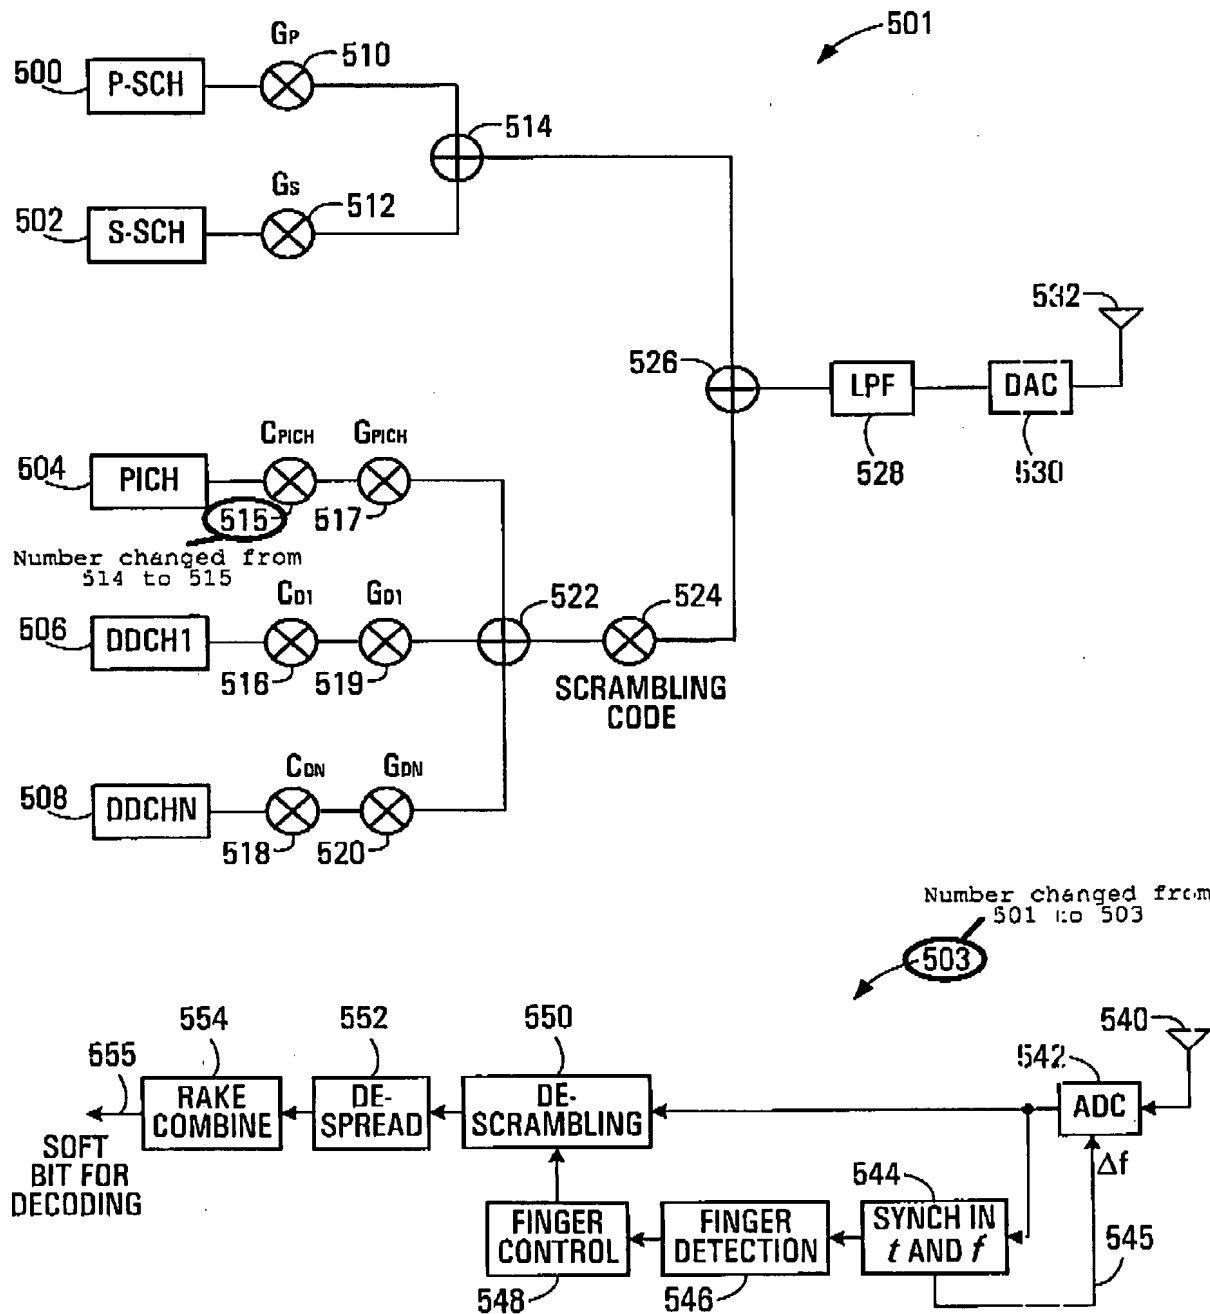 501
GP
500
P-SCH
510
514
GS
502
S-SCH
512
532
526
LPF
DAC
528
530
CPICH
GPICH
504
PICH
515
517
Number changed from
514 to 515
CD1
GD1
522
524
506
DDCH1
516
519
SCRAMBLING
CODE
CDN
GDN
508
DDCHN
518
520
Number changed from
501 to 503
503
554
552
550
540
555
542
RAKE
COMBINE
DE-
SPREAD
DE-
SCRAMBLING
ADC
SOFT
BIT FOR
DECODING
Δf
544
FINGER
CONTROL
FINGER
DETECTION
SYNCH IN
t AND f
545
548
546